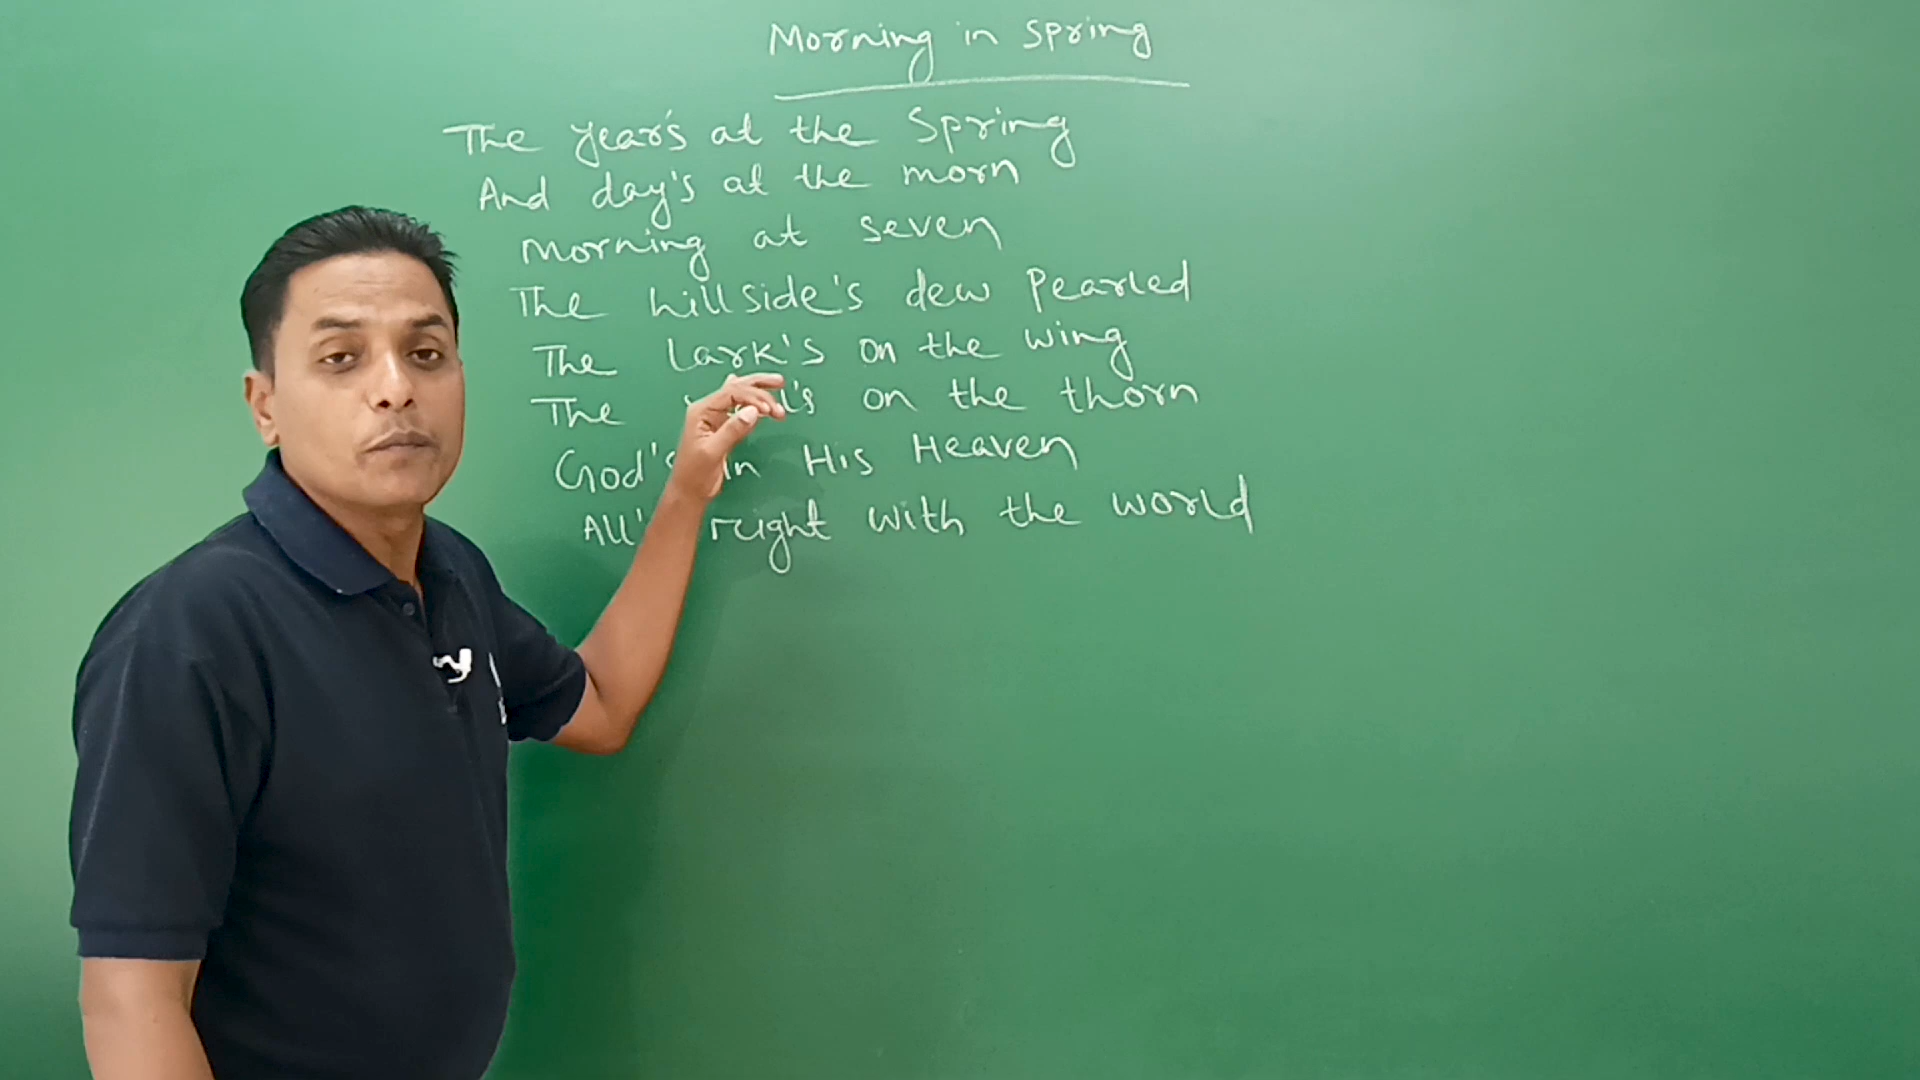 Morning in Spring
The year's at the Spring
And day's at the morn
Morning at seven
The hillside's dew Pearled
The lark's on the wing
The on the thorn
God's in His Heaven
All' right with the world